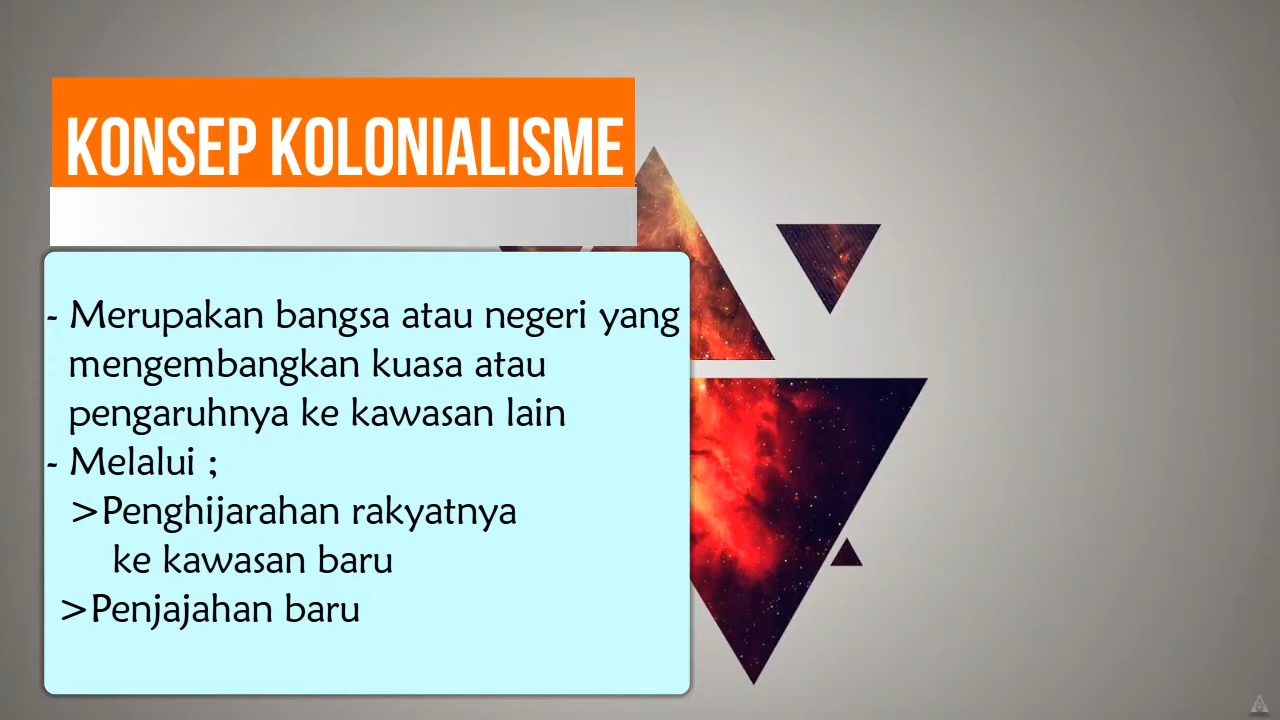 KONSEP KOLONIALISME
- Merupakan bangsa atau negeri yang
mengembangkan kuasa atau
pengaruhnya ke kawasan lain
- Melalui ;
>Penghijarahan rakyatnya
ke kawasan baru
>Penjajahan baru